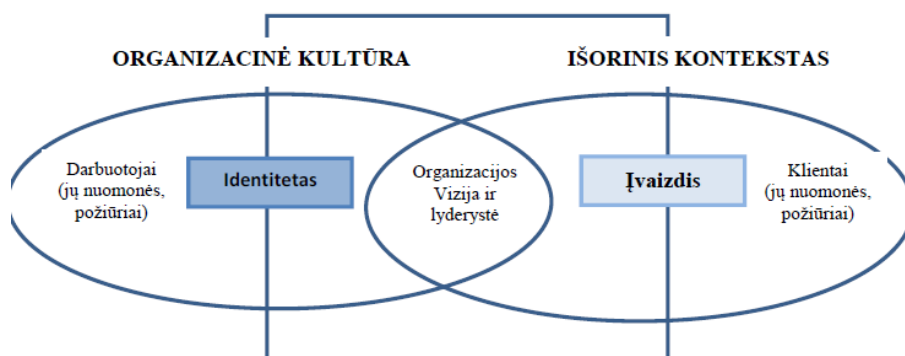 ORGANIZACINĖ KULTŪRA
IŠORINIS KONTEKSTAS
Darbuotojai
(jų nuomonės,
požiūriai)
Identitetas
Organizacijos
Vizija ir
lyderystė
Įvaizdis
Klientai
(jų nuomonės,
požiūriai)